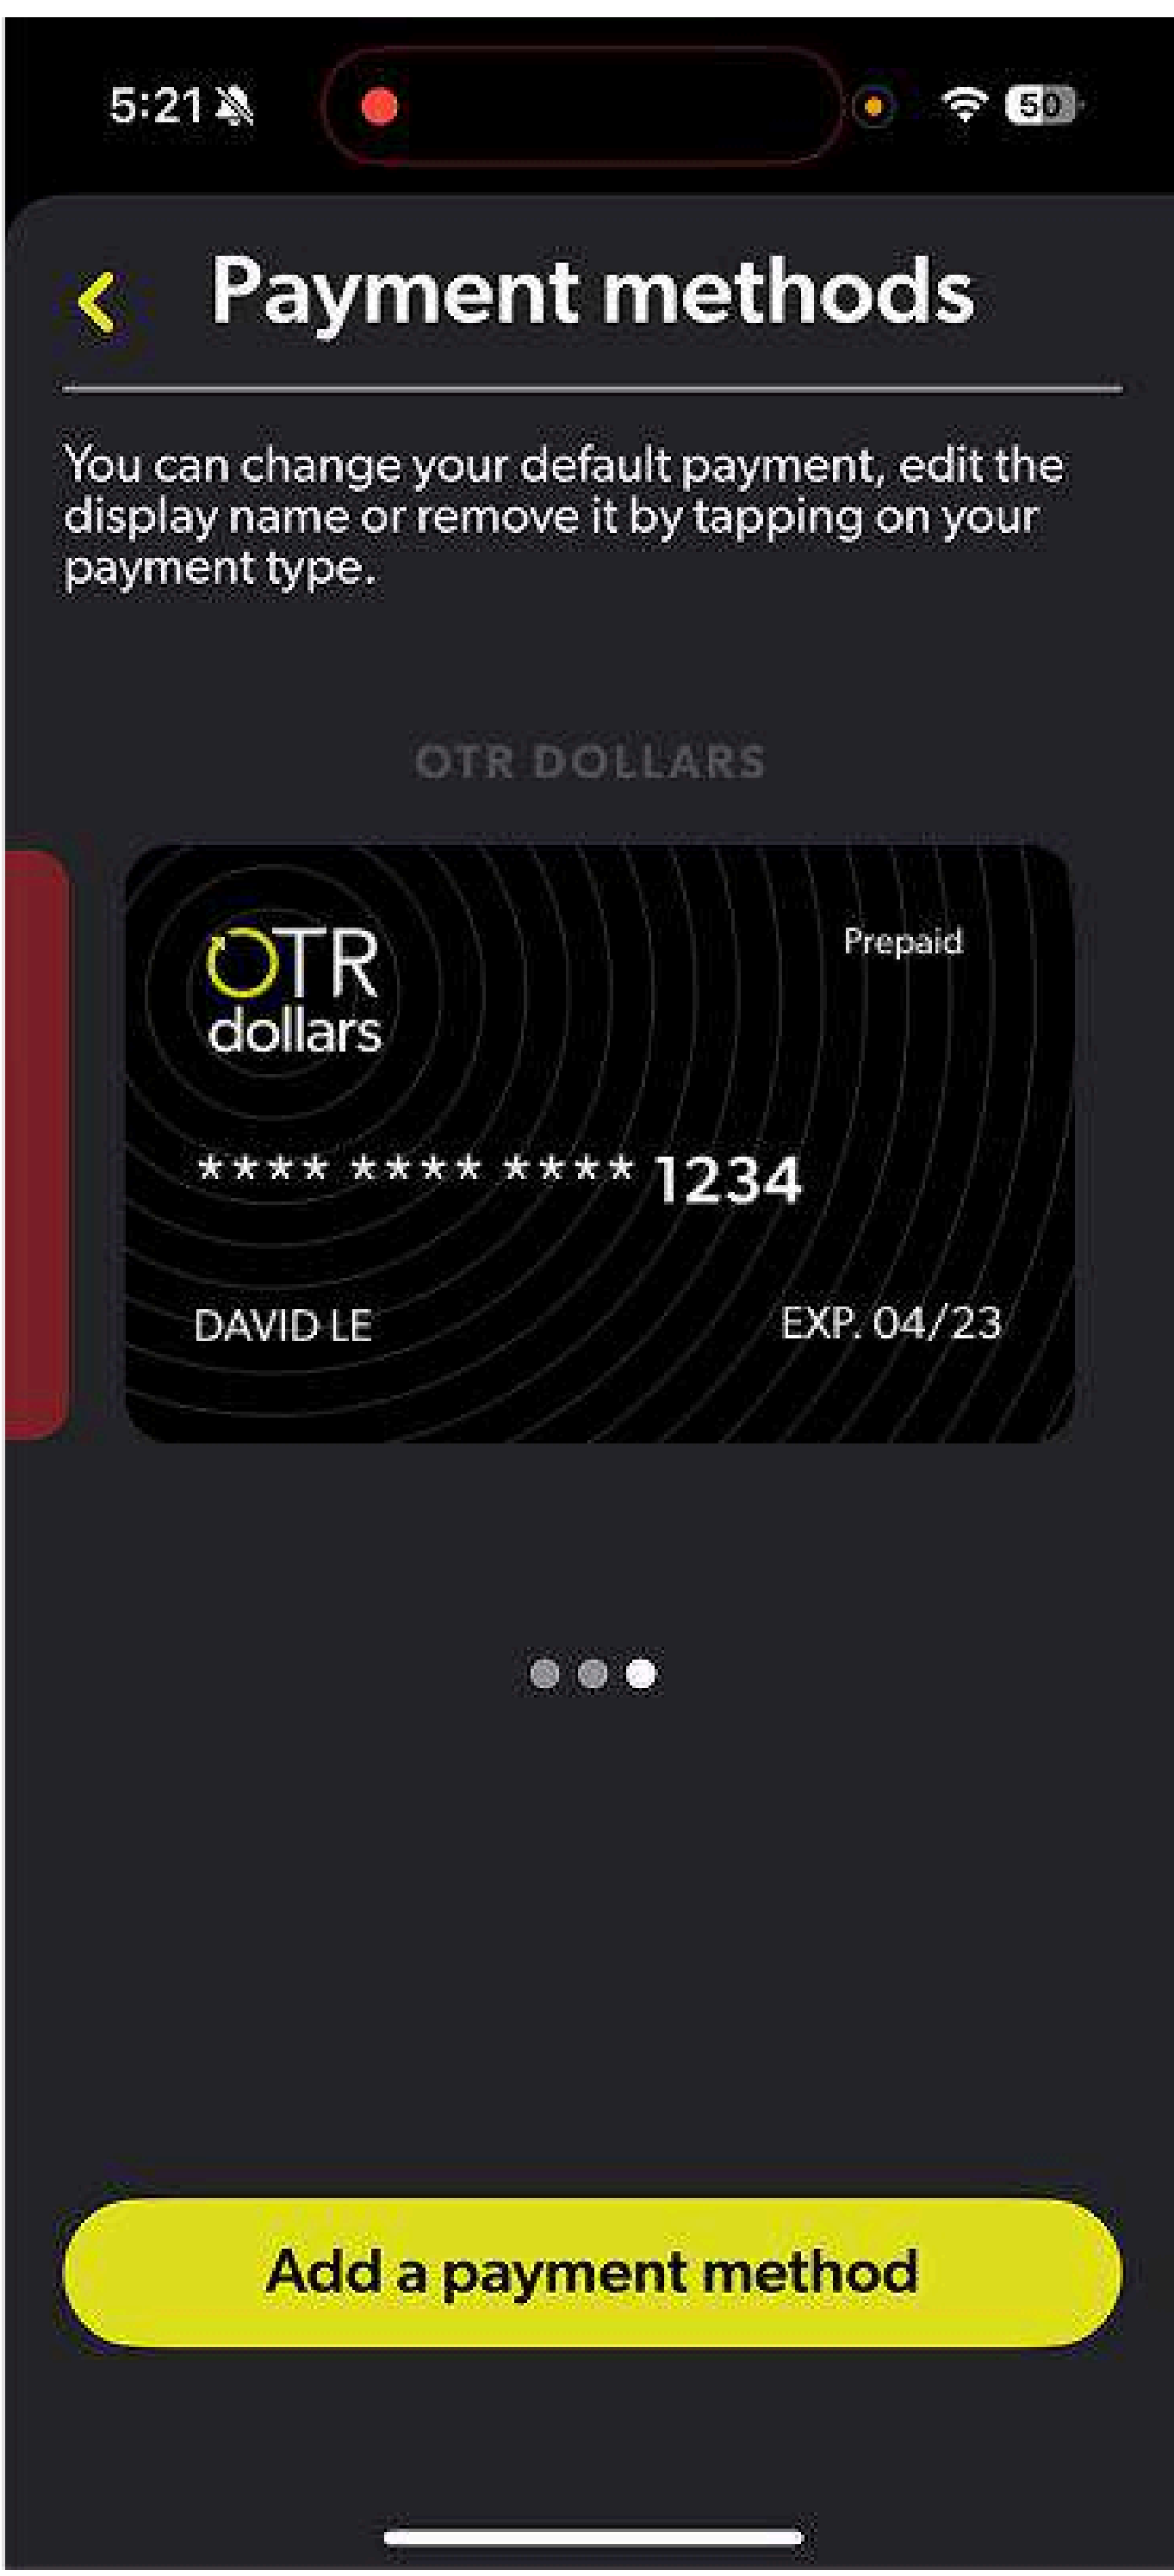 5:21
50
Payment methods
You can change your default payment, edit the
display name or remove it by tapping on your
payment type.
OTR DOLLARS
OTR
dollars
Prepaid
**** **** **** 1234
DAVID LE
EXP. 04/23
Add a payment method